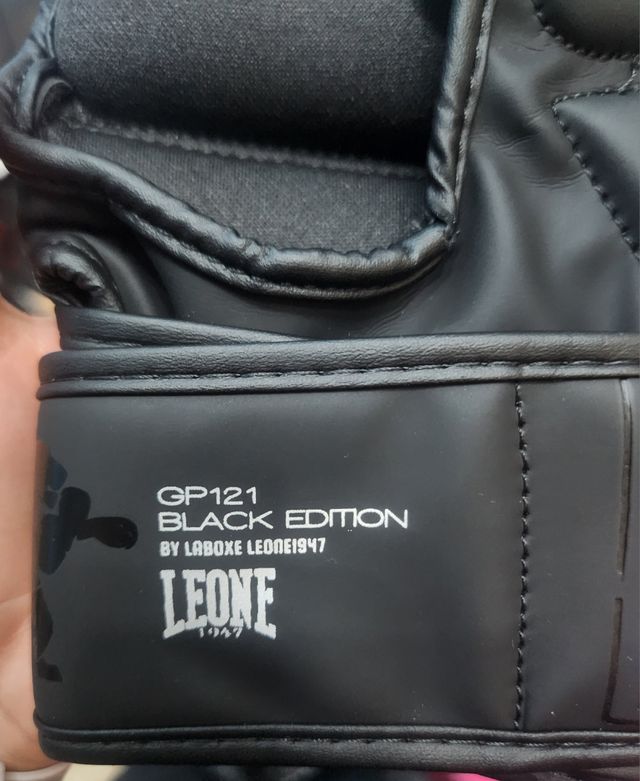 GP121
BLACK EDITION
BY LABOXE LEONE1947
LEONE
1947